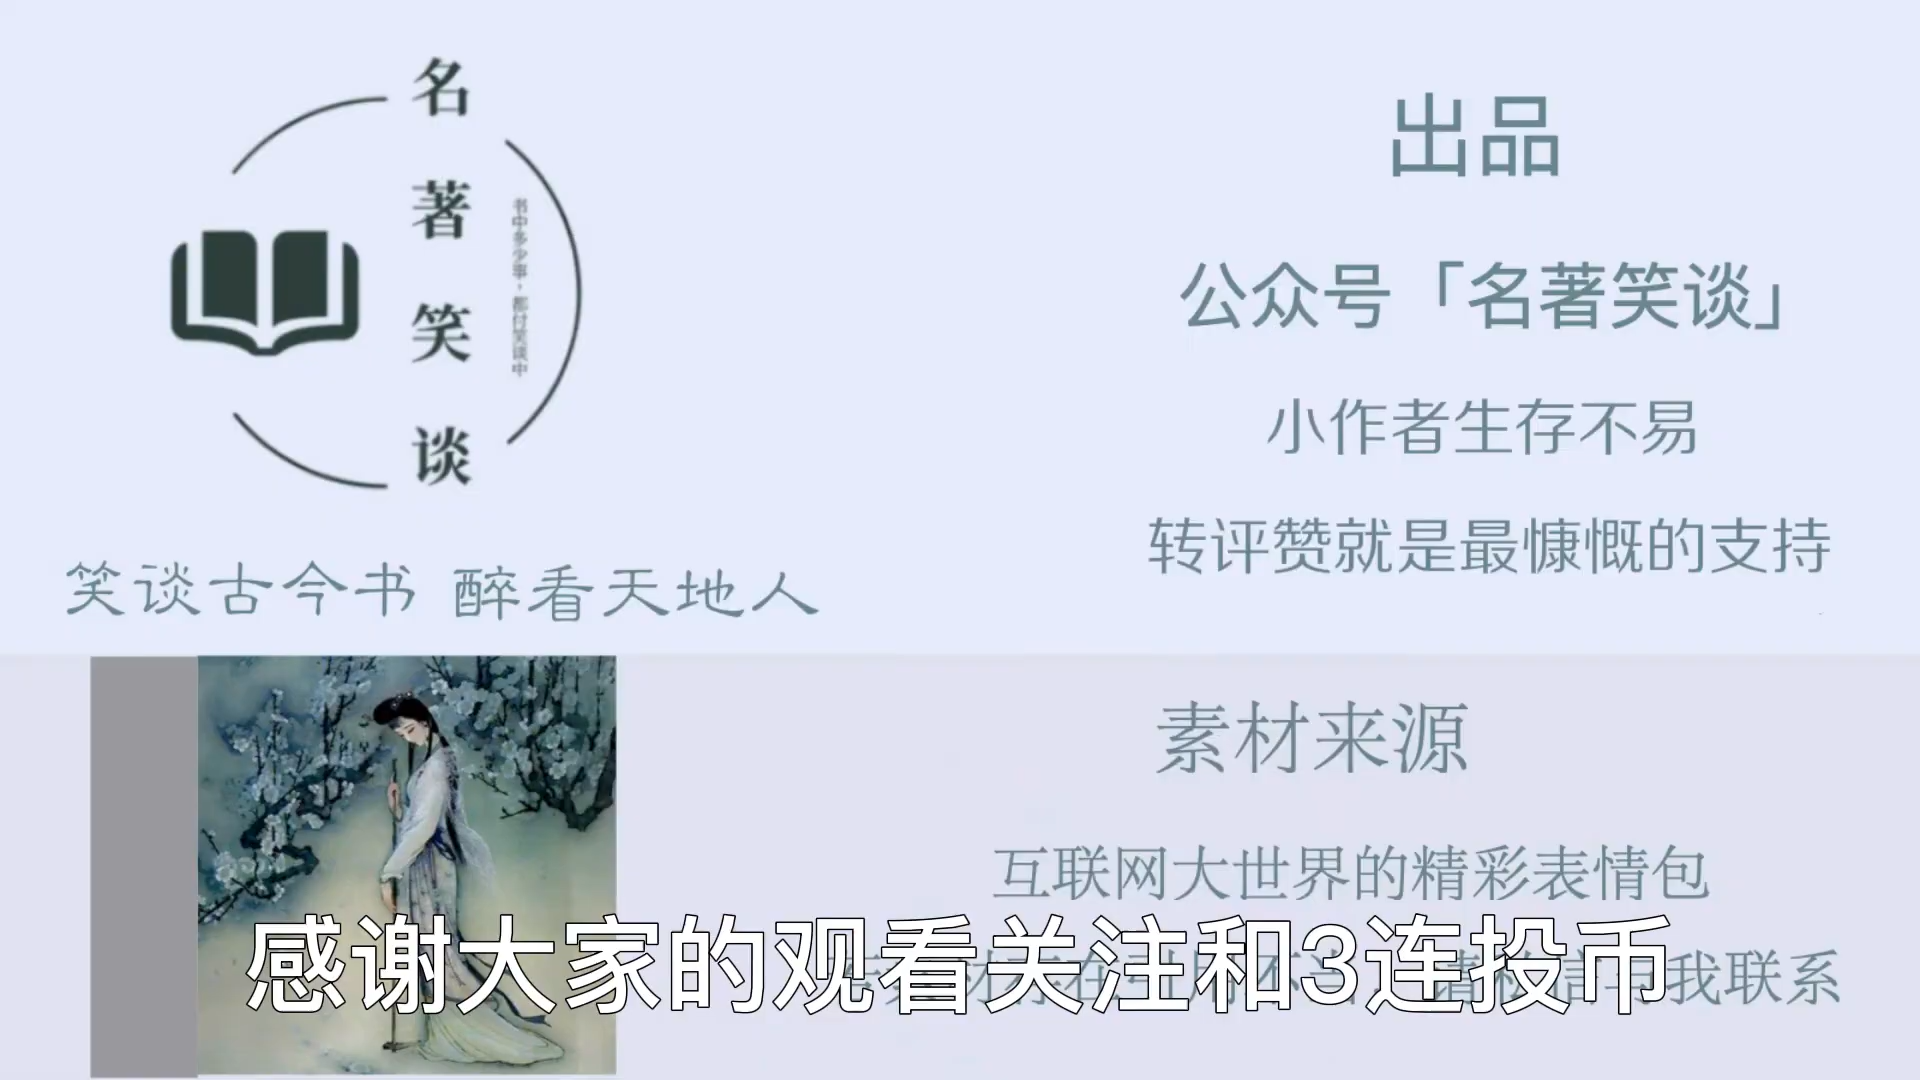 名著笑谈
书中多少事，都付笑谈中
笑谈古今书 醉看天地人
出品
公众号「名著笑谈」
小作者生存不易
转评赞就是最慷慨的支持
素材来源
互联网大世界的精彩表情包
我联系
感谢大家的观看关注和3连投币